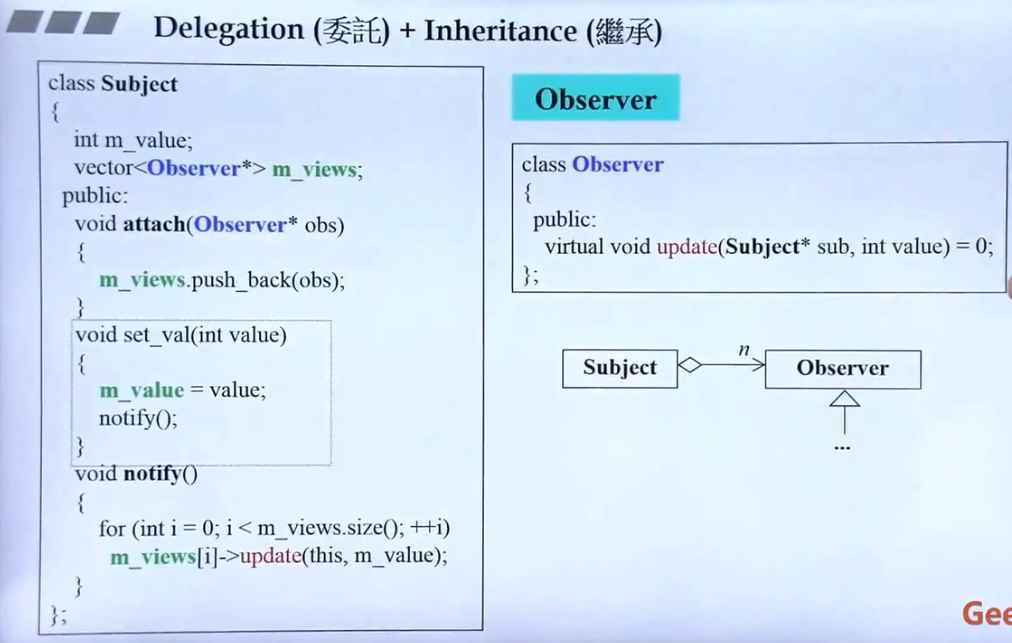 Delegation (委託) + Inheritance (繼承)
class Subject
{
int m_value;
vector<Observer*> m_views;
public:
void attach(Observer* obs)
{
m_views.push_back(obs);
}
void set_val(int value)
{
m_value = value;
notify();
}
void notify()
{
for (int i = 0; i < m_views.size(); ++i)
m_views[i]->update(this, m_value);
}
};
Observer
class Observer
{
public:
virtual void update(Subject* sub, int value) = 0;
};
Subject
n
Observer
...